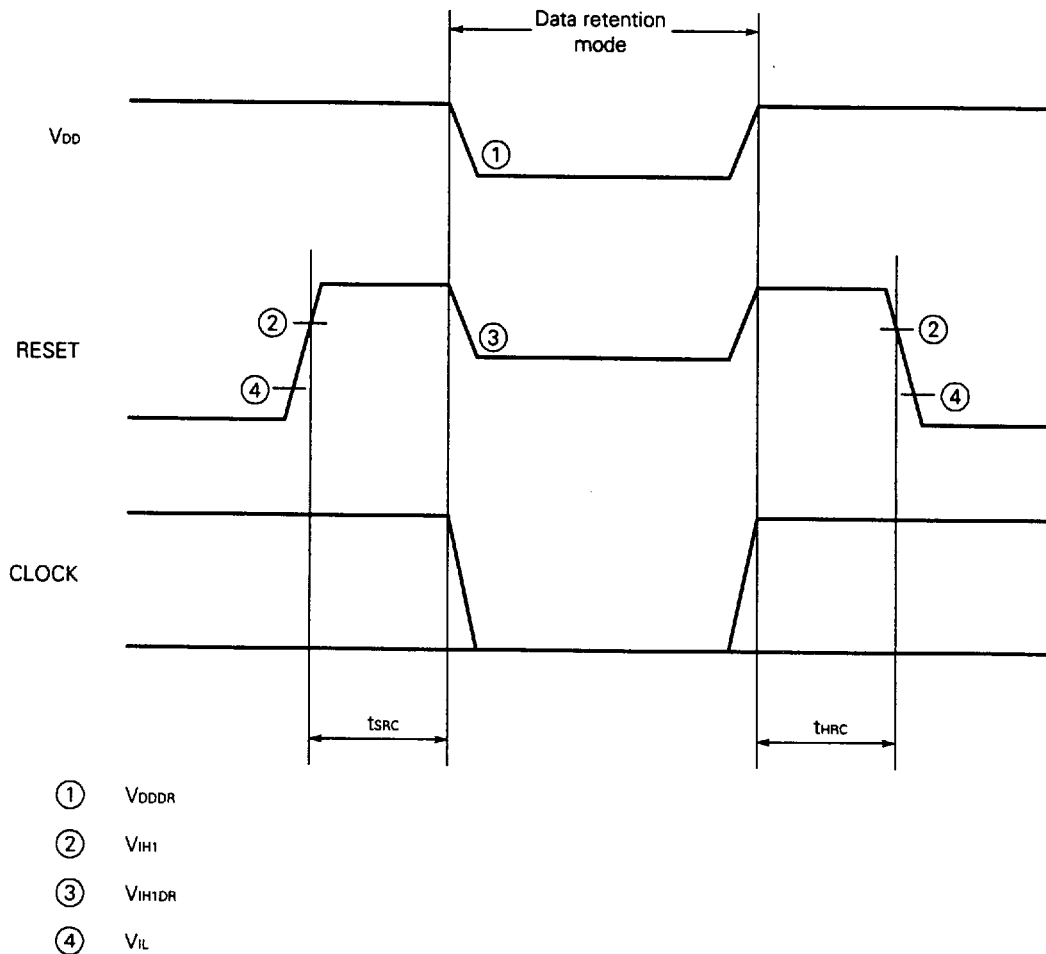 Data retention
mode
VDD
①
②
②
RESET
③
④
④
CLOCK
tSRC
tHRC
① VDDDR
② VIH1
③ VIH1DR
④ VIL